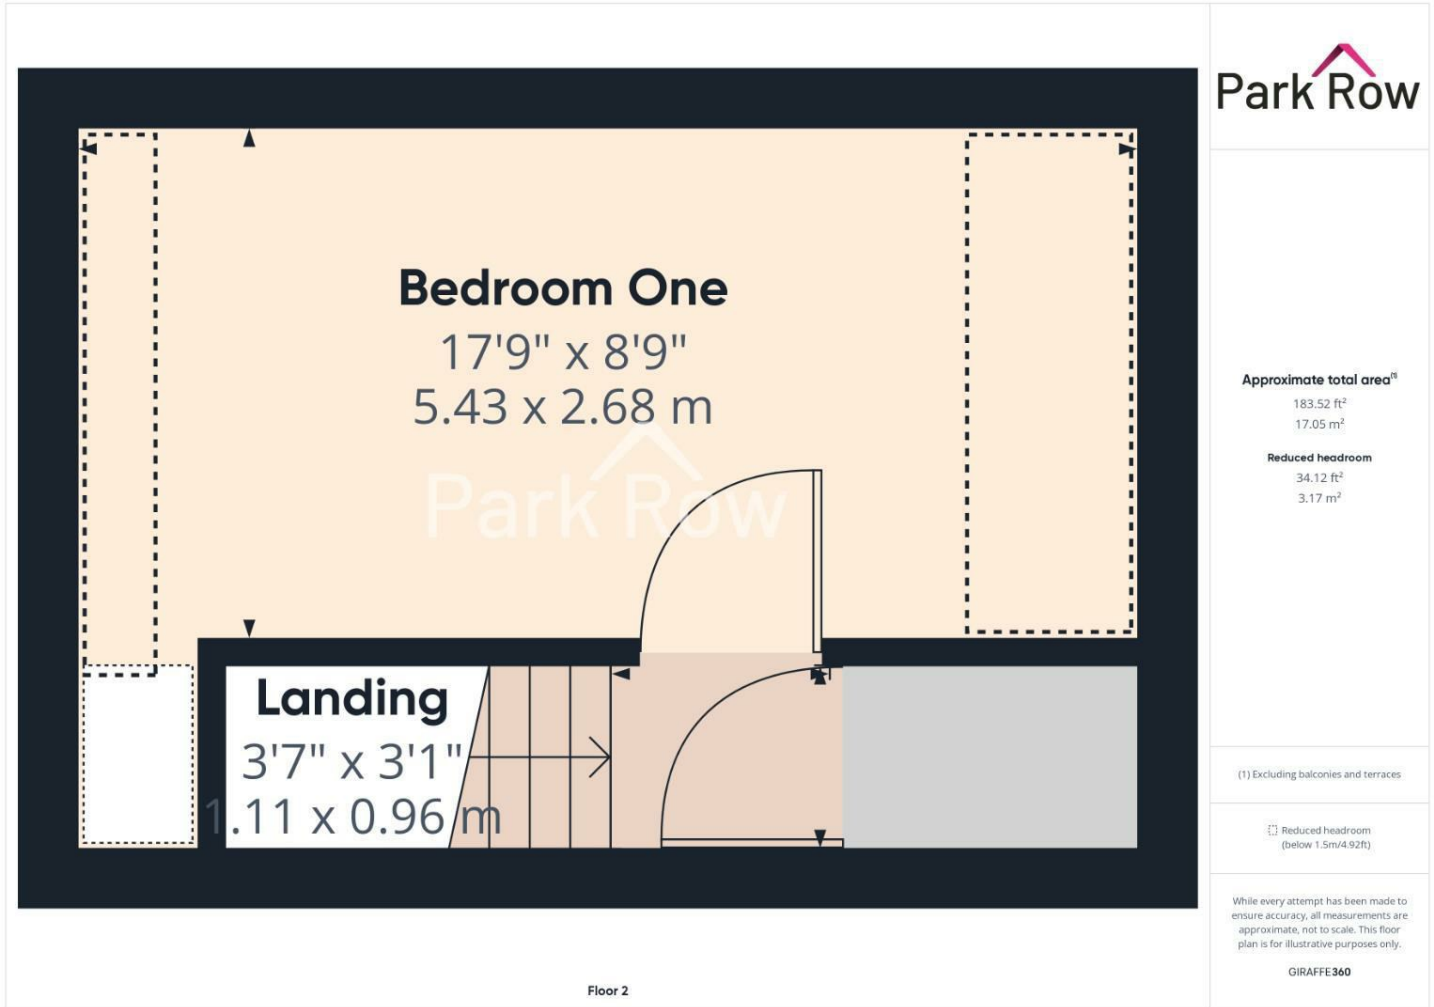 Park Row
Bedroom One
17'9" x 8'9"
5.43 x 2.68 m
Park Row
Landing
3'7" x 3'1"
1.11 x 0.96 m
Floor 2
Approximate total area(1)
183.52 ft²
17.05 m²
Reduced headroom
34.12 ft²
3.17 m²
(1) Excluding balconies and terraces
Reduced headroom
(below 1.5m/4.92ft)
While every attempt has been made to
ensure accuracy, all measurements are
approximate, not to scale. This floor
plan is for illustrative purposes only.
GIRAFFE360